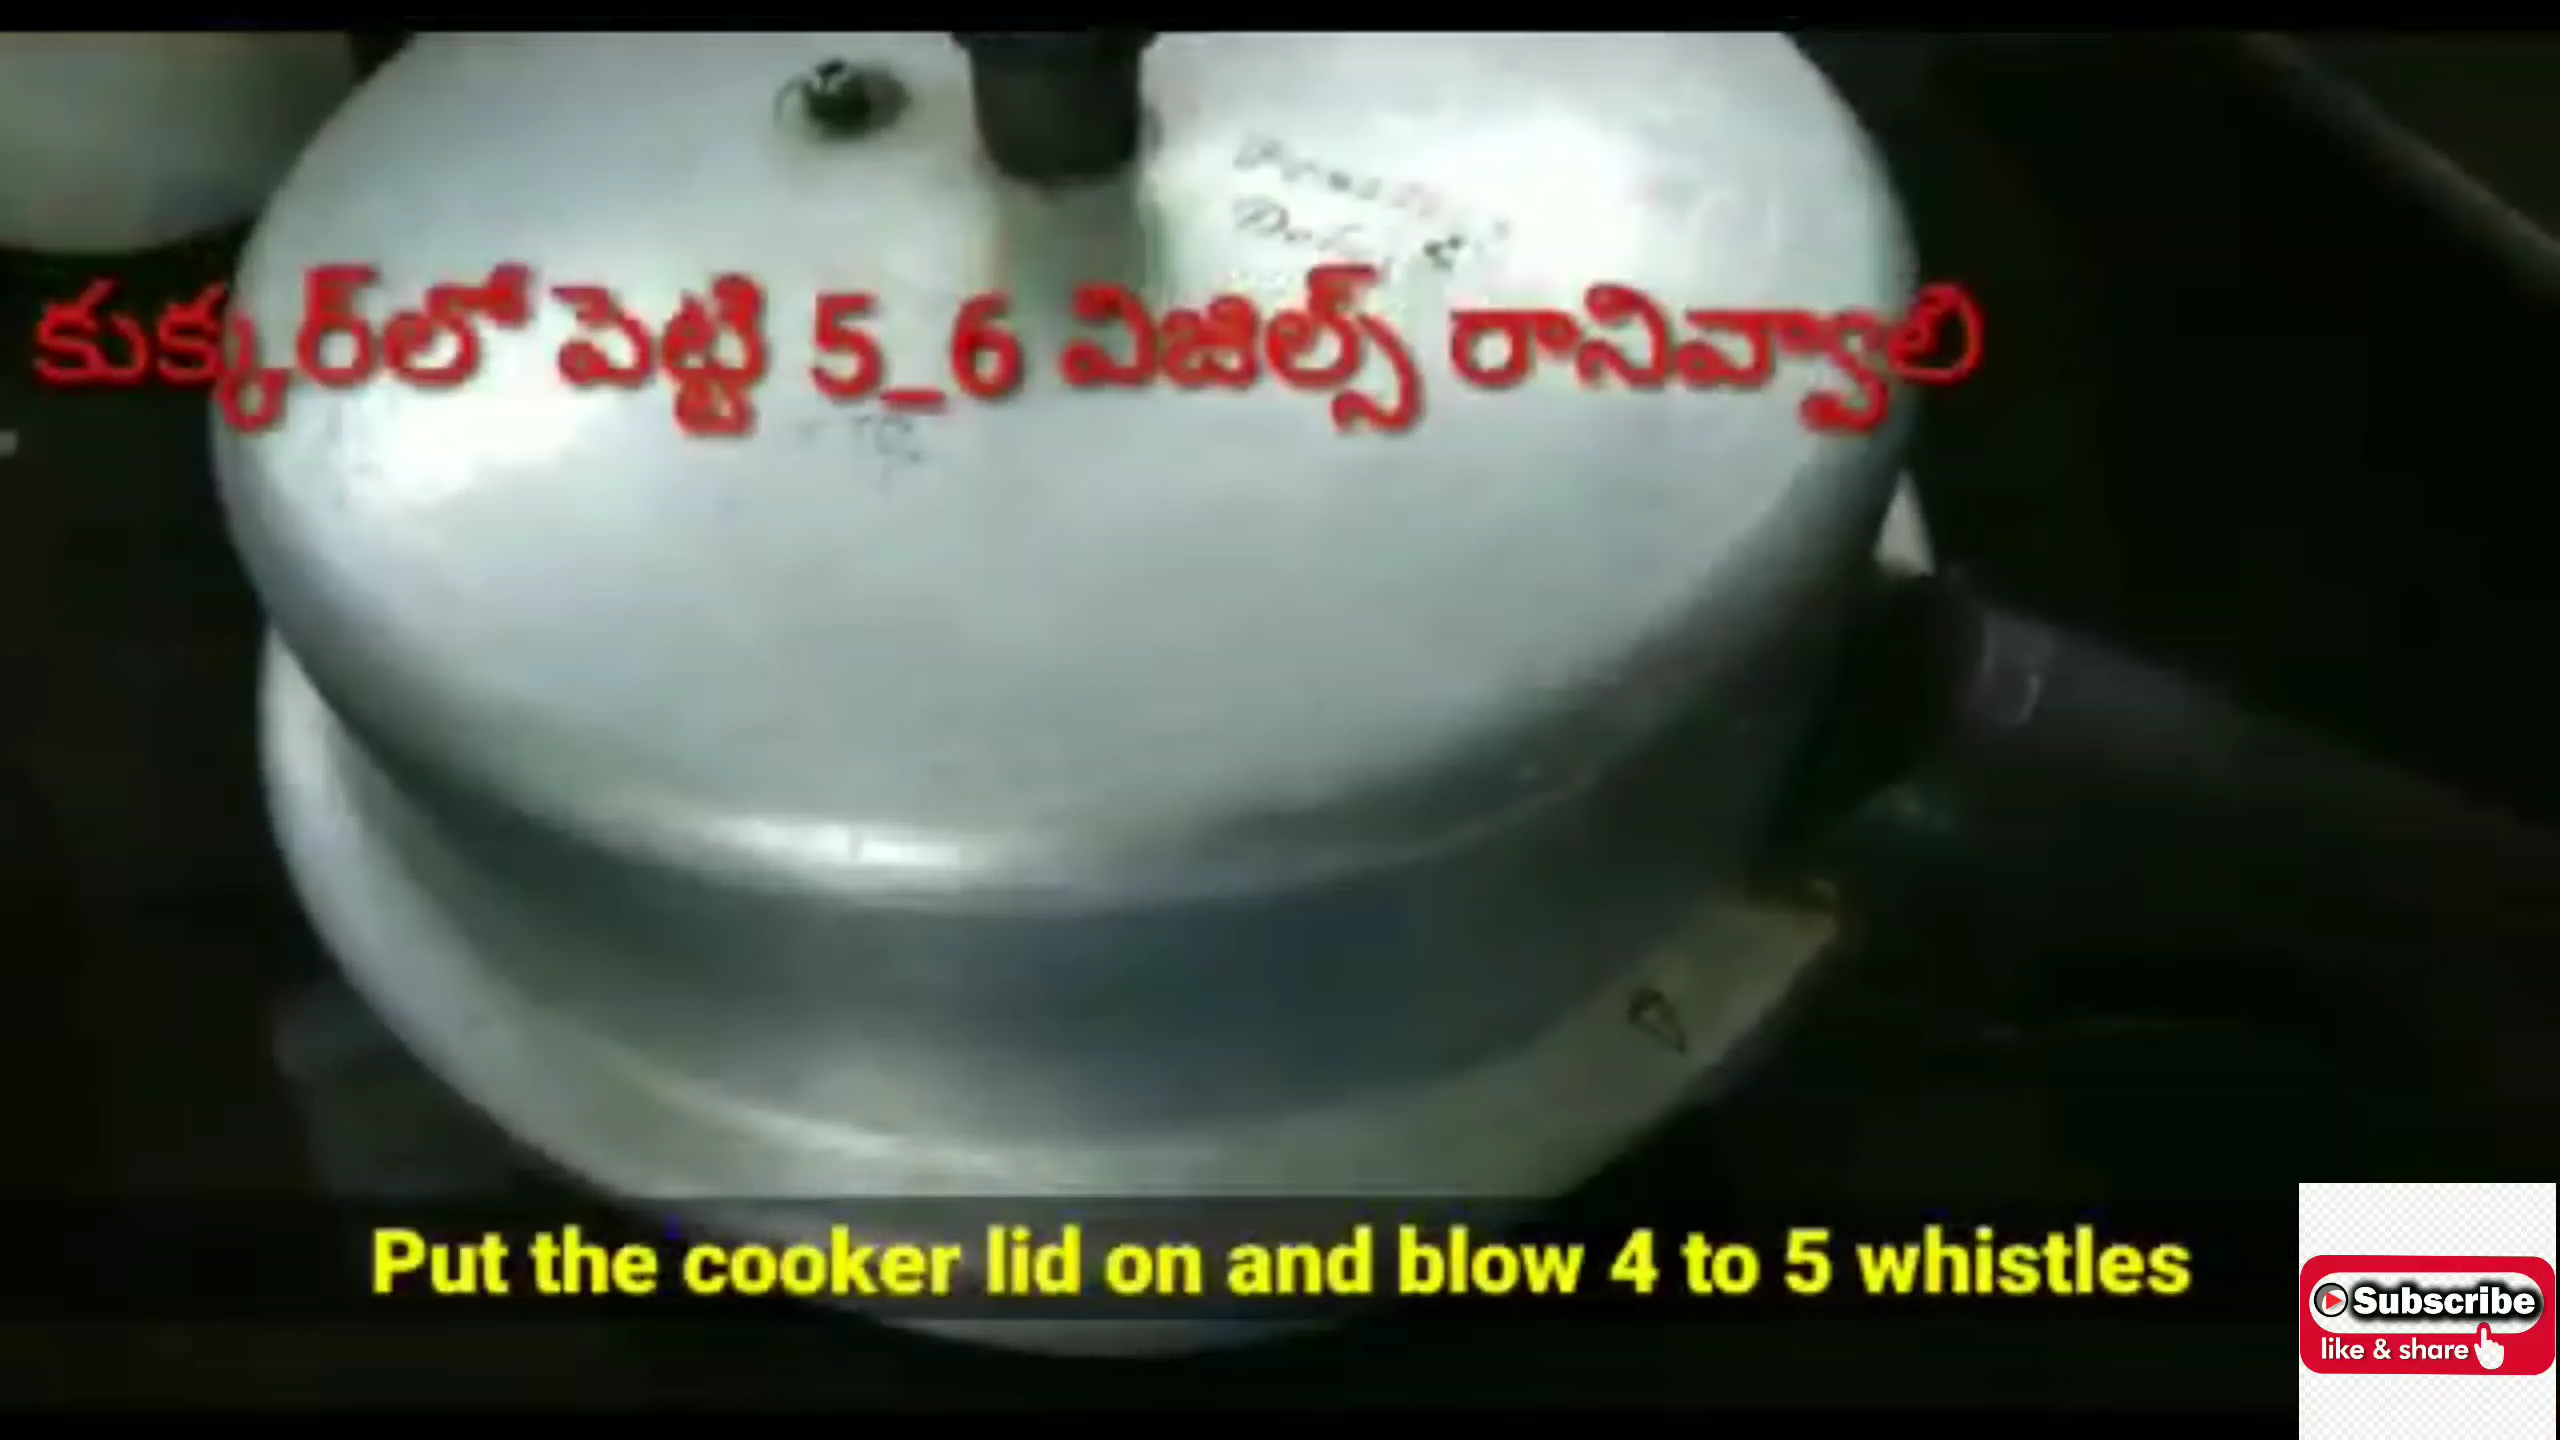 కుక్కర్‌లో పెట్టి 5_6 విజిల్స్ రానివ్వాలి
Put the cooker lid on and blow 4 to 5 whistles
Subscribe
like & share